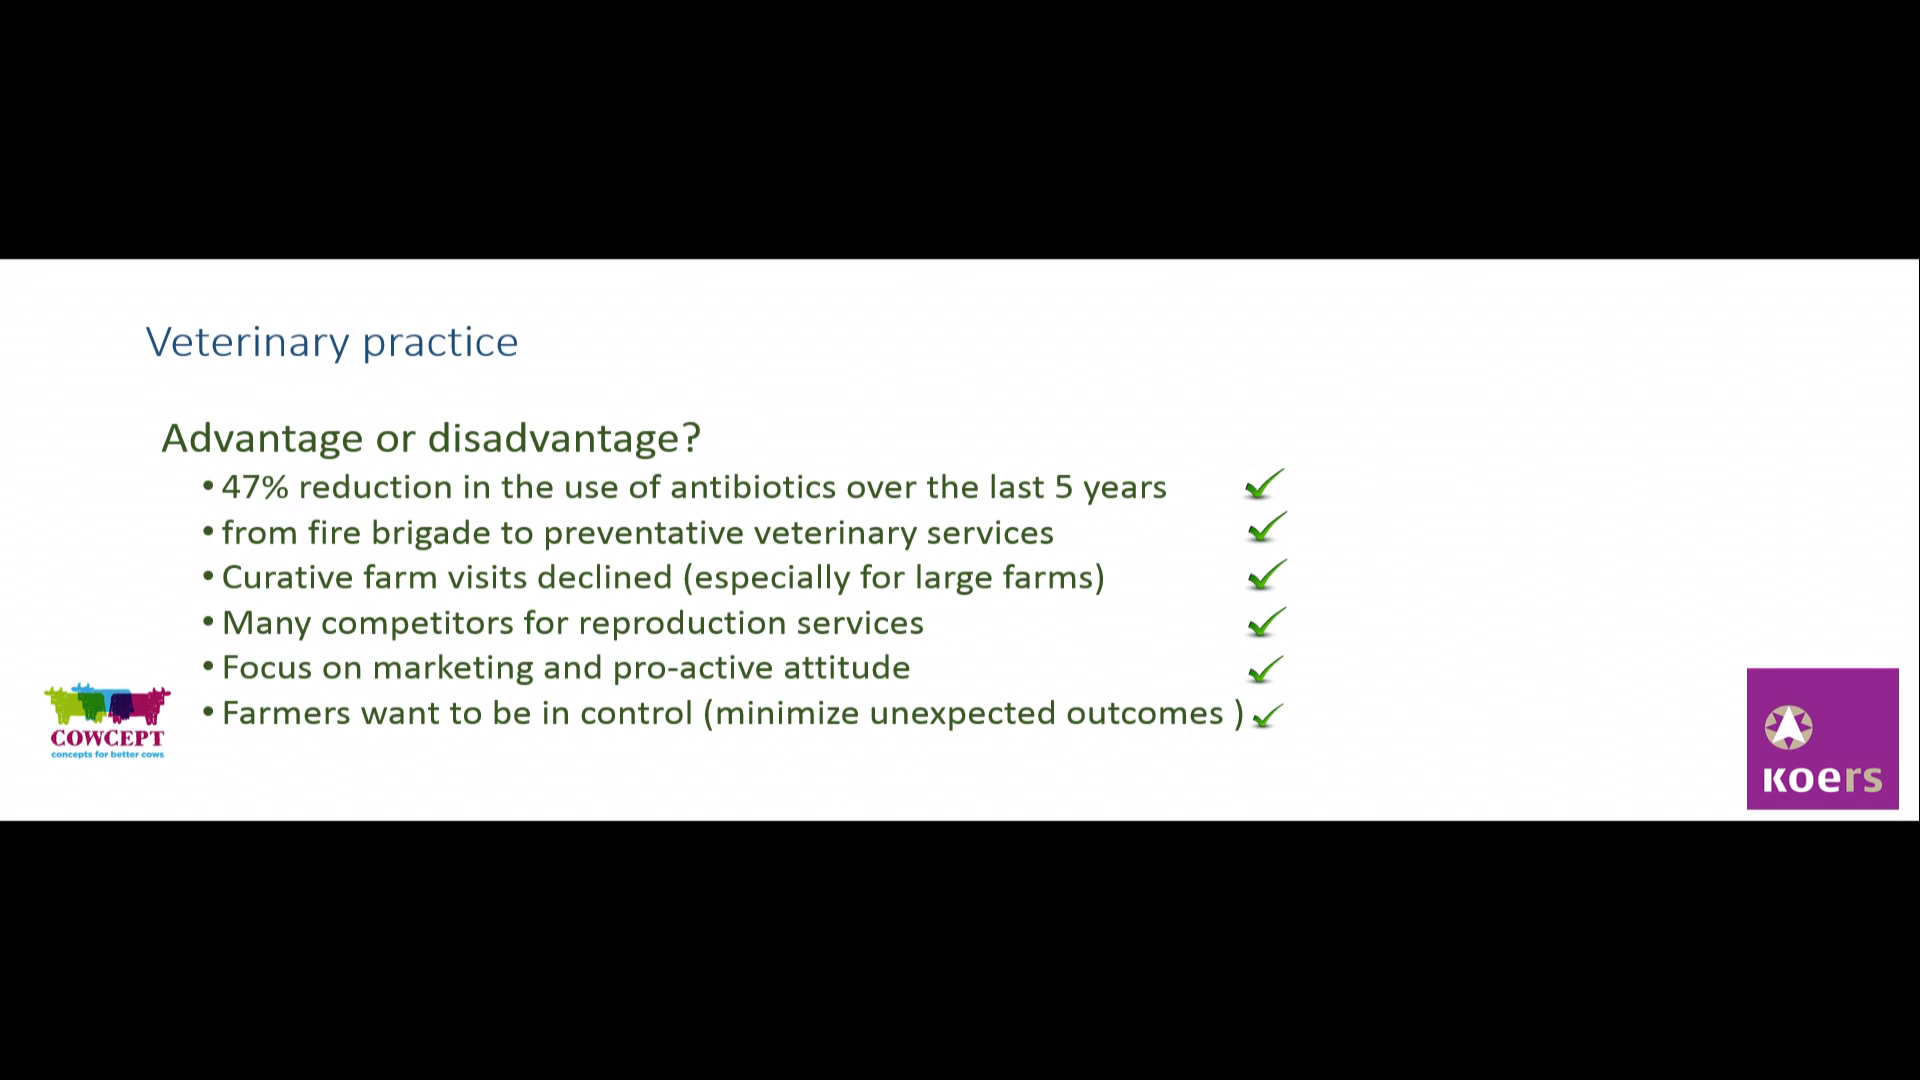 Veterinary practice
Advantage or disadvantage?
• 47% reduction in the use of antibiotics over the last 5 years
• from fire brigade to preventative veterinary services
• Curative farm visits declined (especially for large farms)
• Many competitors for reproduction services
• Focus on marketing and pro-active attitude
• Farmers want to be in control (minimize unexpected outcomes )
COWCEPT
concepts for better cows
Koers